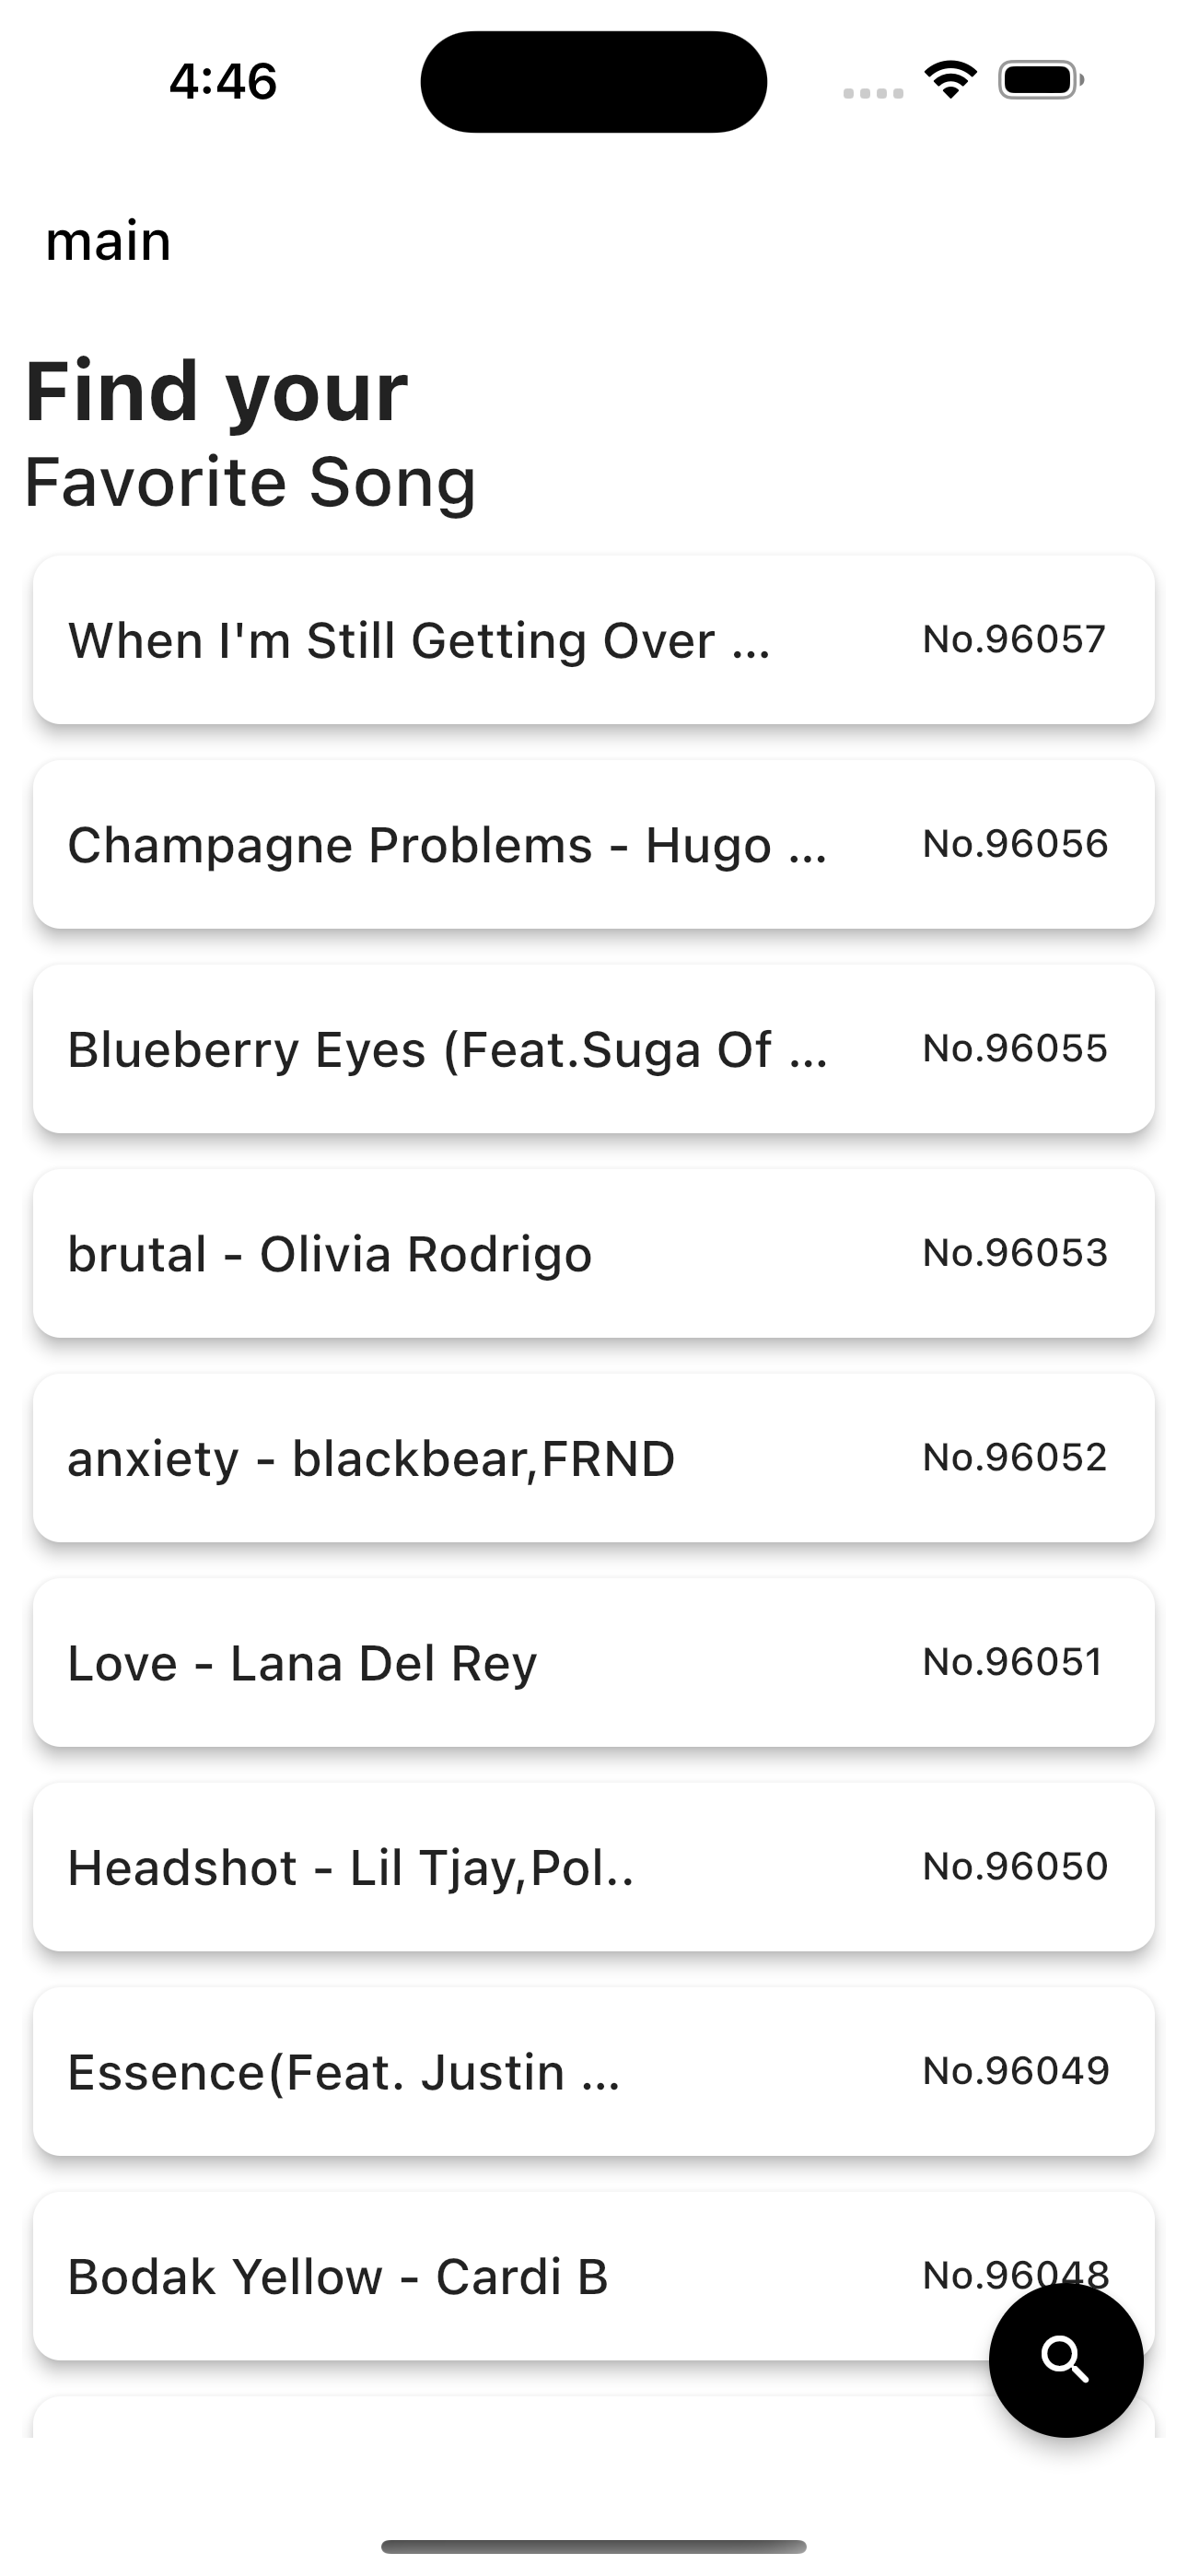 4:46
main
Find your
Favorite Song
When I'm Still Getting Over ... No.96057
Champagne Problems - Hugo ... No.96056
Blueberry Eyes (Feat.Suga Of ... No.96055
brutal - Olivia Rodrigo No.96053
anxiety - blackbear,FRND No.96052
Love - Lana Del Rey No.96051
Headshot - Lil Tjay,Pol.. No.96050
Essence(Feat. Justin ... No.96049
Bodak Yellow - Cardi B No.96048